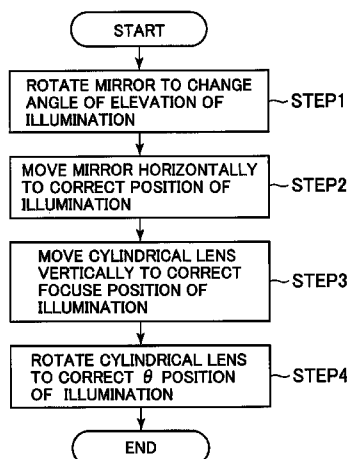 START
ROTATE MIRROR TO CHANGE
ANGLE OF ELEVATION OF
ILLUMINATION
STEP1
MOVE MIRROR HORIZONTALLY
TO CORRECT POSITION OF
ILLUMINATION
STEP2
MOVE CYLINDRICAL LENS
VERTICALLY TO CORRECT
FOCUSE POSITION OF
ILLUMINATION
STEP3
ROTATE CYLINDRICAL LENS
TO CORRECT θ POSITION
OF ILLUMINATION
STEP4
END